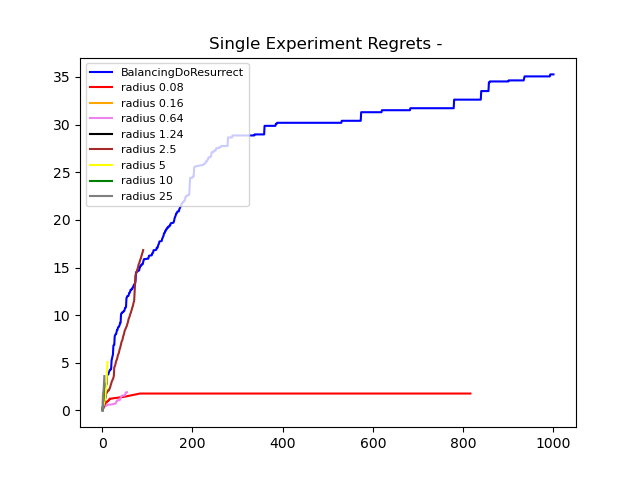 Single Experiment Regrets -
BalancingDoResurrect
radius 0.08
radius 0.16
radius 0.64
radius 1.24
radius 2.5
radius 5
radius 10
radius 25
35
30
25
20
15
10
5
0
0 200 400 600 800 1000